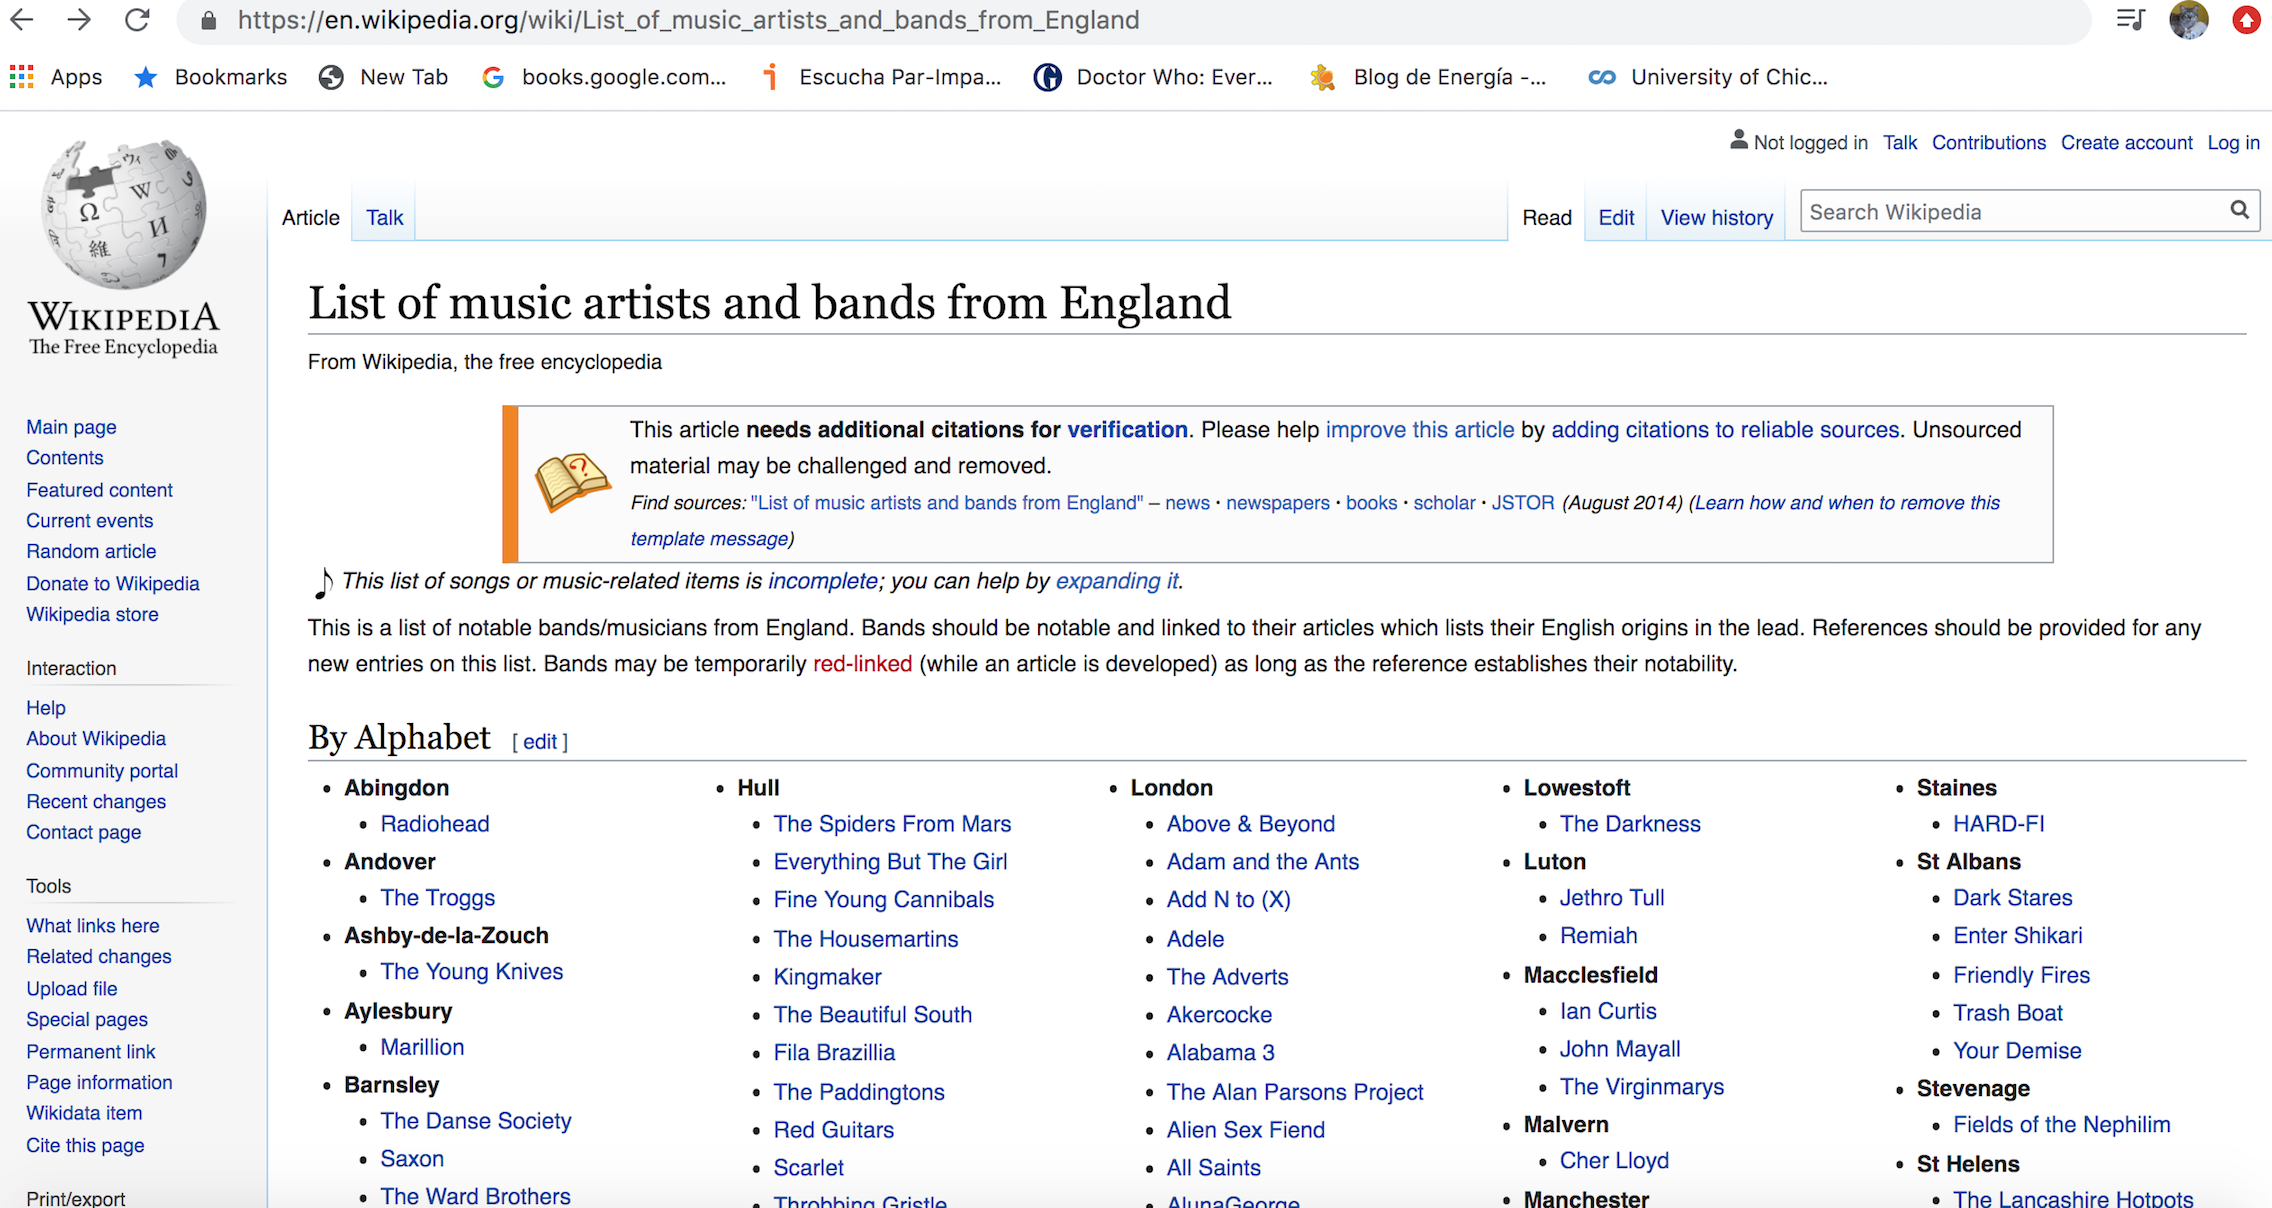 https://en.wikipedia.org/wiki/List_of_music_artists_and_bands_from_England
Apps
Bookmarks
New Tab
books.google.com...
Escucha Par-Impa...
Doctor Who: Ever...
Blog de Energía -...
University of Chic...
Not logged in Talk Contributions Create account Log in
Article Talk
Read Edit View history
Search Wikipedia
WIKIPEDIA
The Free Encyclopedia
Main page
Contents
Featured content
Current events
Random article
Donate to Wikipedia
Wikipedia store
Interaction
Help
About Wikipedia
Community portal
Recent changes
Contact page
Tools
What links here
Related changes
Upload file
Special pages
Permanent link
Page information
Wikidata item
Cite this page
Print/export
List of music artists and bands from England
From Wikipedia, the free encyclopedia
This article needs additional citations for verification. Please help improve this article by adding citations to reliable sources. Unsourced
material may be challenged and removed.
Find sources: "List of music artists and bands from England" – news · newspapers · books · scholar · JSTOR (August 2014) (Learn how and when to remove this
template message)
This list of songs or music-related items is incomplete; you can help by expanding it.
This is a list of notable bands/musicians from England. Bands should be notable and linked to their articles which lists their English origins in the lead. References should be provided for any
new entries on this list. Bands may be temporarily red-linked (while an article is developed) as long as the reference establishes their notability.
By Alphabet [ edit ]
• Abingdon
• Radiohead
• Andover
• The Troggs
• Ashby-de-la-Zouch
• The Young Knives
• Aylesbury
• Marillion
• Barnsley
• The Danse Society
• Saxon
• The Ward Brothers
• Hull
• The Spiders From Mars
• Everything But The Girl
• Fine Young Cannibals
• The Housemartins
• Kingmaker
• The Beautiful South
• Fila Brazillia
• The Paddingtons
• Red Guitars
• Scarlet
• Throbbing Gristle
• London
• Above & Beyond
• Adam and the Ants
• Add N to (X)
• Adele
• The Adverts
• Akercocke
• Alabama 3
• The Alan Parsons Project
• Alien Sex Fiend
• All Saints
• AlunaGeorge
• Lowestoft
• The Darkness
• Luton
• Jethro Tull
• Remiah
• Macclesfield
• Ian Curtis
• John Mayall
• The Virginmarys
• Malvern
• Cher Lloyd
• Manchester
• Staines
• HARD-FI
• St Albans
• Dark Stares
• Enter Shikari
• Friendly Fires
• Trash Boat
• Your Demise
• Stevenage
• Fields of the Nephilim
• St Helens
• The Lancashire Hotpots